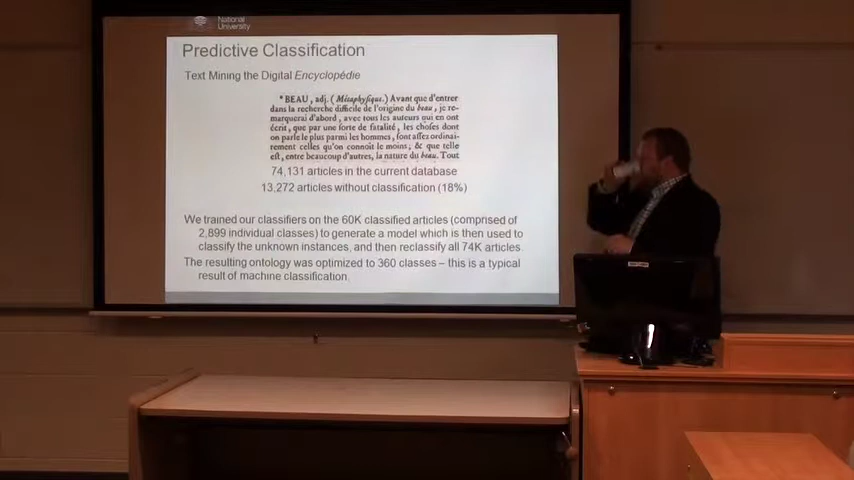 National
University
Predictive Classification
Text Mining the Digital Encyclopédie
*BEAU, adj. (Métaphysique.) Avant que d'entrer
dans la recherche difficile de l'origine du beau, je re-
marquerai d'abord, avec tous les auteurs qui en ont
écrit, que par une sorte de fatalité, les choses dont
on parle le plus parmi les hommes, sont assez ordinai-
rement celles qu'on connoît le moins; & que telle
est, entre beaucoup d'autres, la nature du beau. Tout
74,131 articles in the current database
13,272 articles without classification (18%)
We trained our classifiers on the 60K classified articles (comprised of
2,899 individual classes) to generate a model which is then used to
classify the unknown instances, and then reclassify all 74K articles.
The resulting ontology was optimized to 360 classes – this is a typical
result of machine classification.